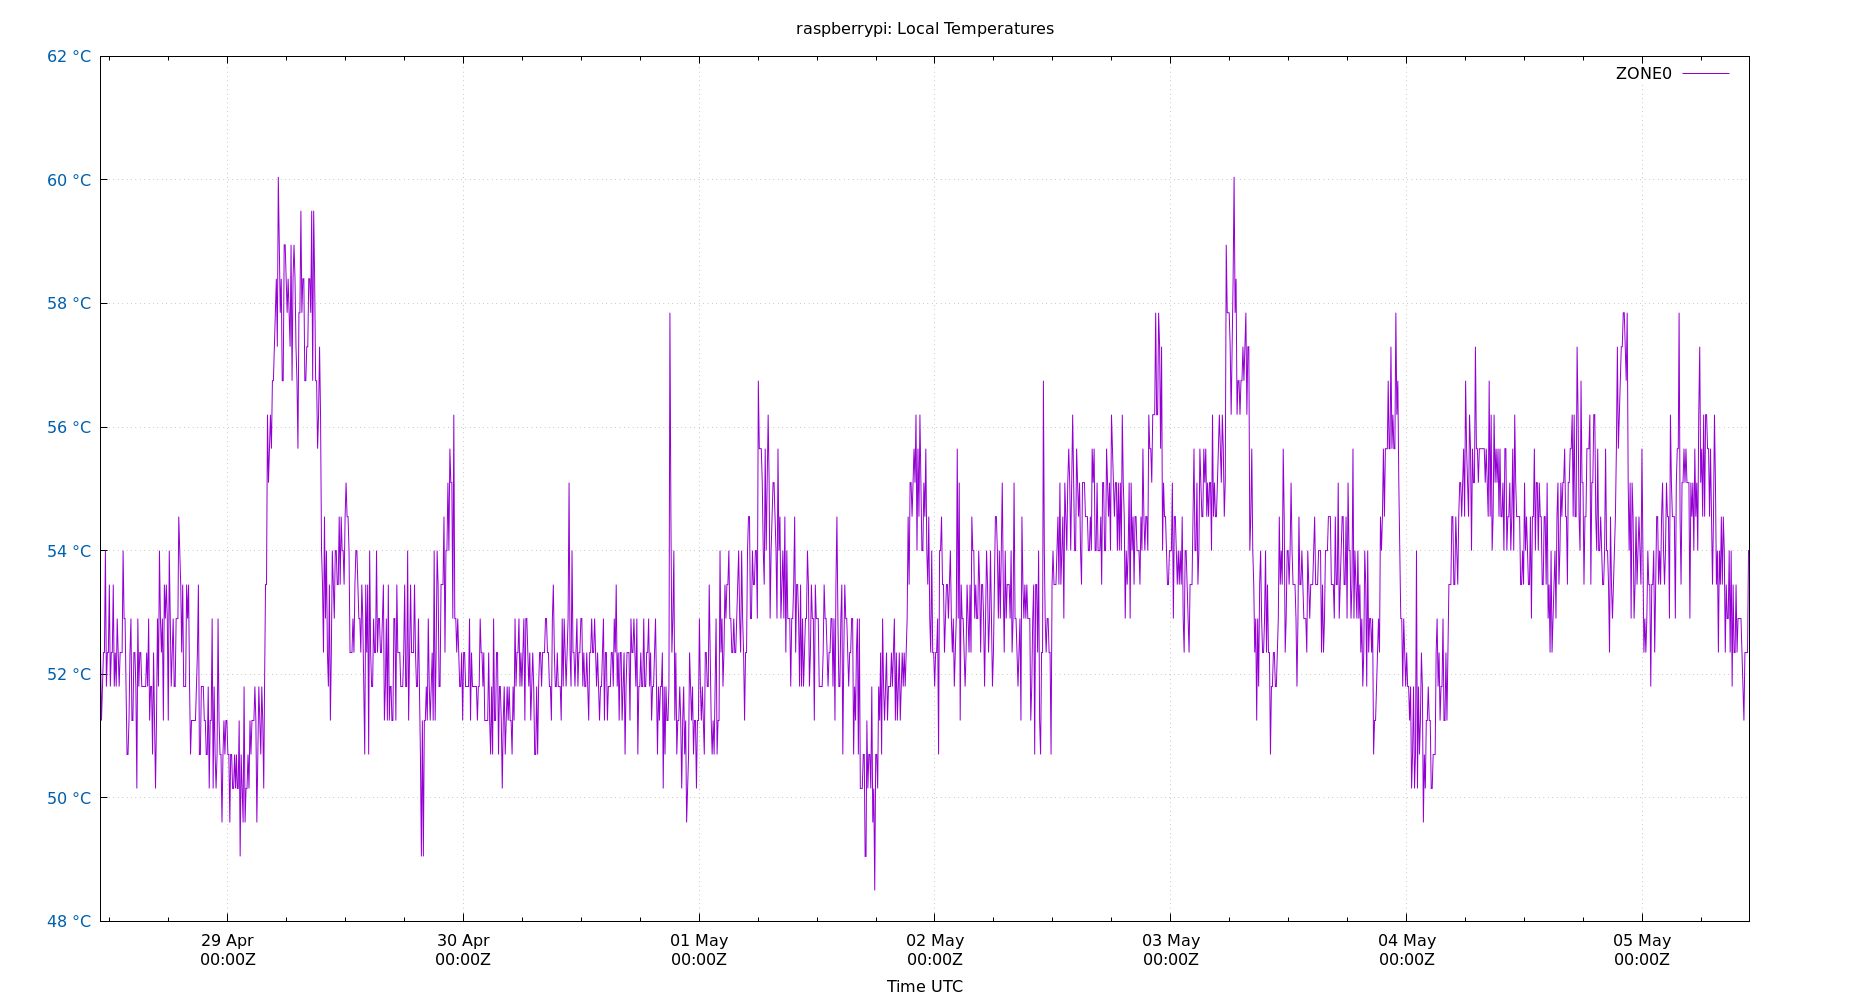 raspberrypi: Local Temperatures
62 °C
ZONE0
60 °C
58 °C
56 °C
54 °C
52 °C
50 °C
48 °C
29 Apr 30 Apr 01 May 02 May 03 May 04 May 05 May
00:00Z 00:00Z 00:00Z 00:00Z 00:00Z 00:00Z 00:00Z
Time UTC